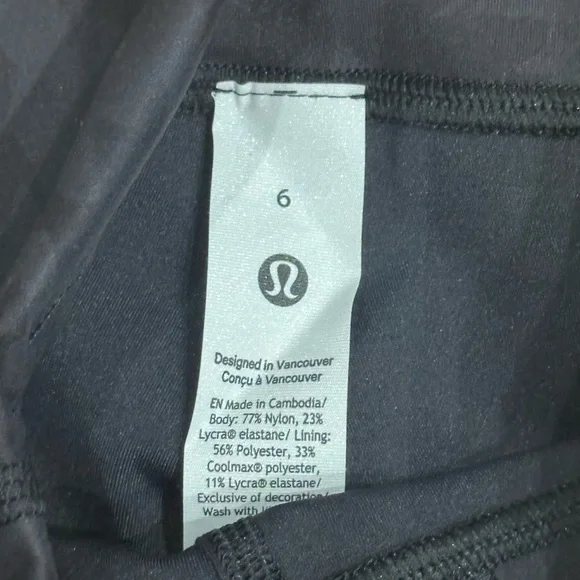 6
Designed in Vancouver
Conçu à Vancouver
EN Made in Cambodia/
Body: 77% Nylon, 23%
Lycra® elastane/ Lining:
56% Polyester, 33%
Coolmax® polyester,
11% Lycra® elastane/
Exclusive of decoration/
Wash with